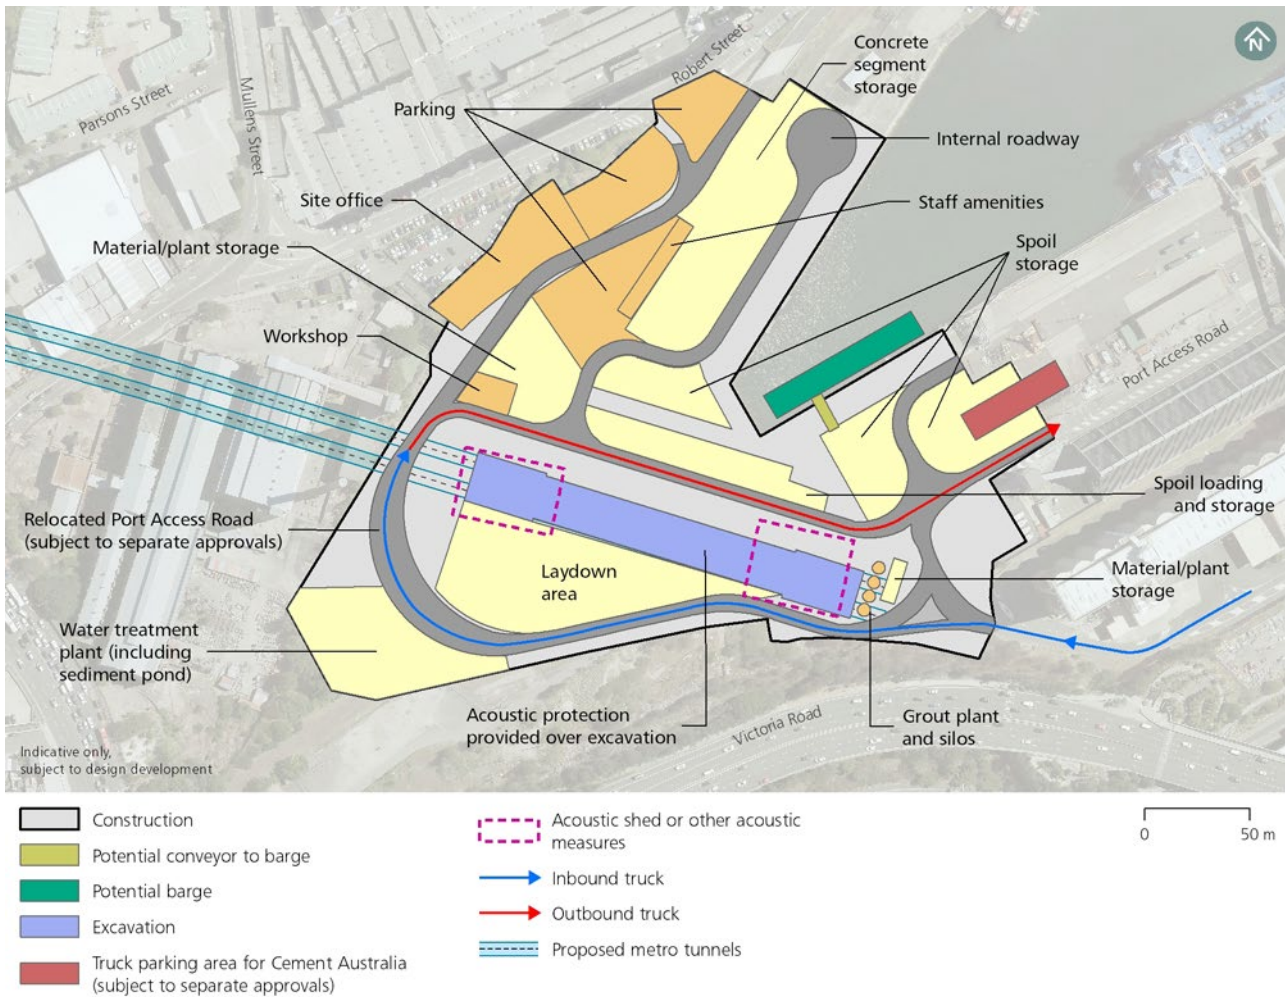 N
Concrete
segment
storage
Robert Street
Parsons Street
Mullens Street
Parking
Internal roadway
Site office
Staff amenities
Material/plant storage
Spoil
storage
Workshop
Port Access Road
Spoil loading
and storage
Relocated Port Access Road
(subject to separate approvals)
Laydown
area
Material/plant
storage
Water treatment
plant (including
sediment pond)
Acoustic protection
provided over excavation
Victoria Road
Grout plant
and silos
Indicative only,
subject to design development
Construction
Potential conveyor to barge
Potential barge
Excavation
Truck parking area for Cement Australia
(subject to separate approvals)
Acoustic shed or other acoustic
measures
Inbound truck
Outbound truck
Proposed metro tunnels
0 50 m